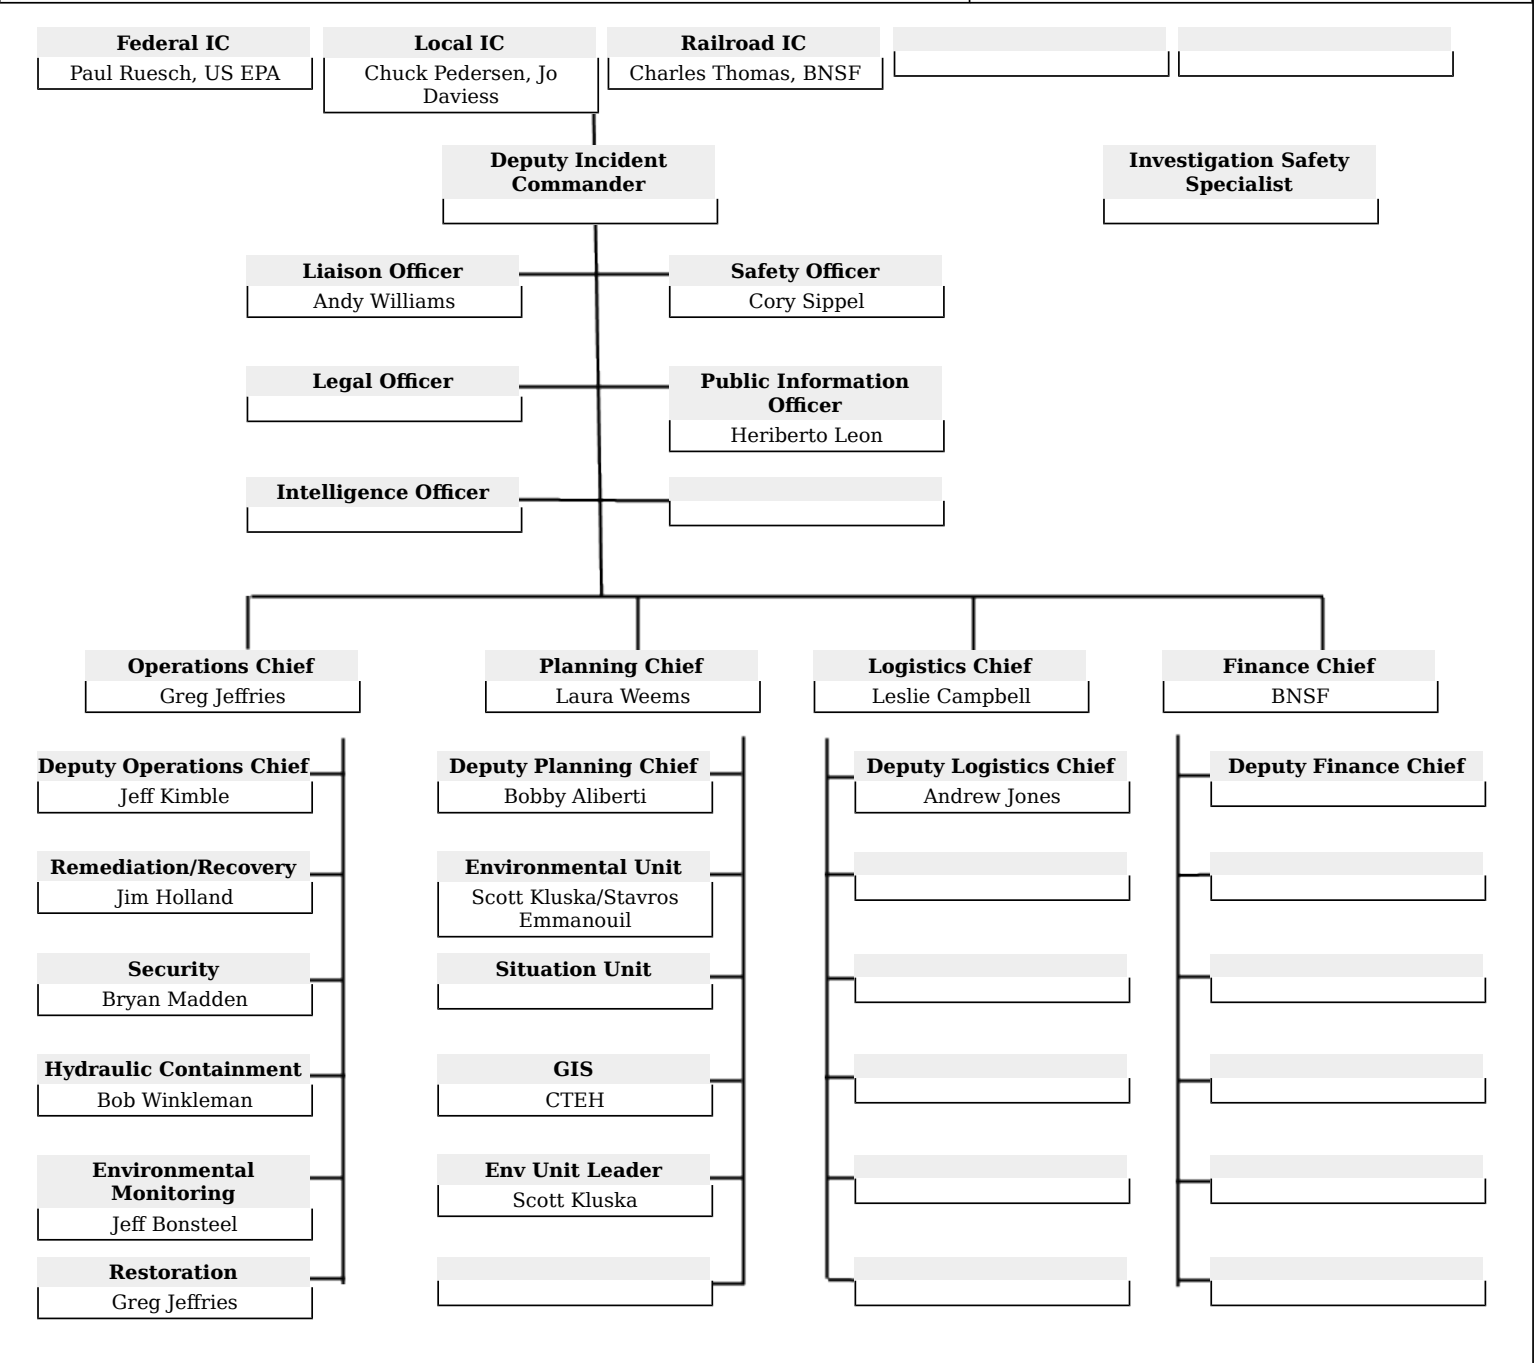 Federal IC
Paul Ruesch, US EPA
Local IC
Chuck Pedersen, Jo
Daviess
Railroad IC
Charles Thomas, BNSF
Deputy Incident
Commander
Investigation Safety
Specialist
Liaison Officer
Andy Williams
Safety Officer
Cory Sippel
Legal Officer
Public Information
Officer
Heriberto Leon
Intelligence Officer
Operations Chief
Greg Jeffries
Planning Chief
Laura Weems
Logistics Chief
Leslie Campbell
Finance Chief
BNSF
Deputy Operations Chief
Jeff Kimble
Deputy Planning Chief
Bobby Aliberti
Deputy Logistics Chief
Andrew Jones
Deputy Finance Chief
Remediation/Recovery
Jim Holland
Environmental Unit
Scott Kluska/Stavros
Emmanouil
Security
Bryan Madden
Situation Unit
Hydraulic Containment
Bob Winkleman
GIS
CTEH
Environmental
Monitoring
Jeff Bonsteel
Env Unit Leader
Scott Kluska
Restoration
Greg Jeffries